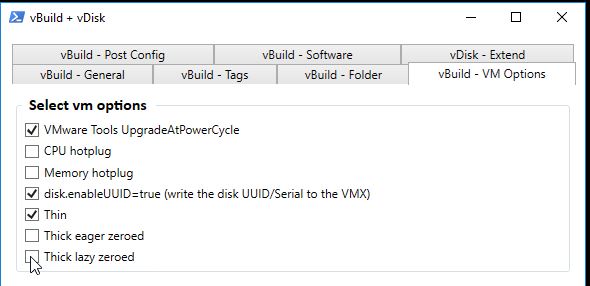 vBuild + vDisk
vBuild - Post Config
vBuild - Software
vDisk - Extend
vBuild - General
vBuild - Tags
vBuild - Folder
vBuild - VM Options
Select vm options
VMware Tools UpgradeAtPowerCycle
CPU hotplug
Memory hotplug
disk.enableUUID=true (write the disk UUID/Serial to the VMX)
Thin
Thick eager zeroed
Thick lazy zeroed